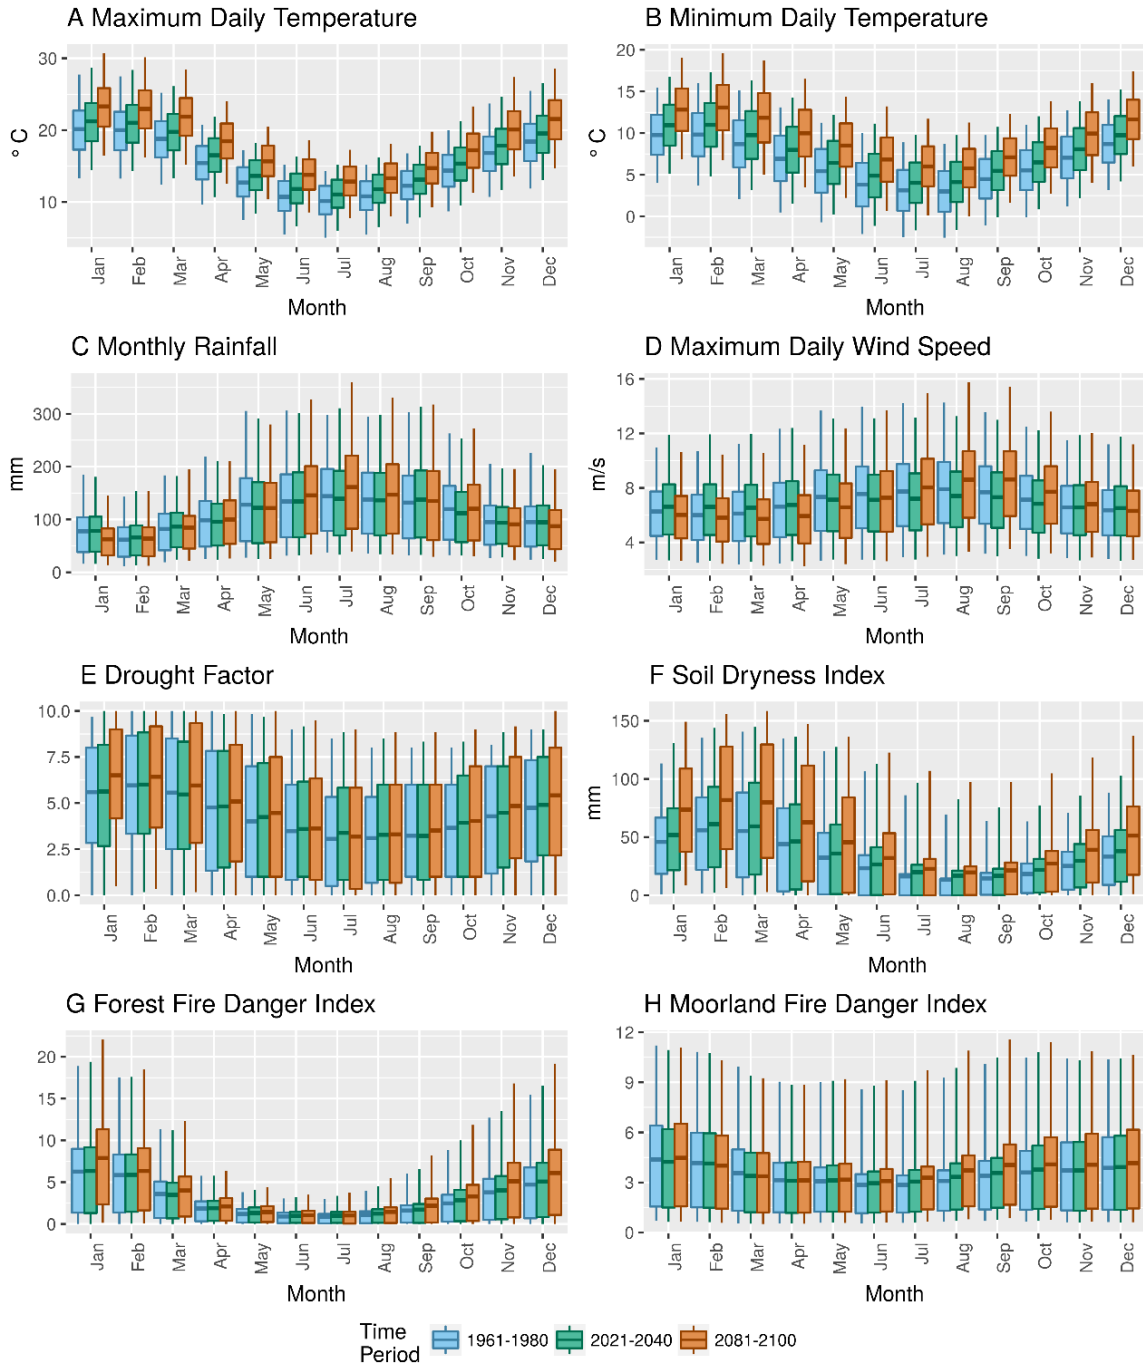 A Maximum Daily Temperature
30
20
10
° C
Jan Feb Mar Apr May Jun Jul Aug Sep Oct Nov Dec
Month
B Minimum Daily Temperature
20
15
10
5
0
° C
Jan Feb Mar Apr May Jun Jul Aug Sep Oct Nov Dec
Month
C Monthly Rainfall
300
200
100
0
mm
Jan Feb Mar Apr May Jun Jul Aug Sep Oct Nov Dec
Month
D Maximum Daily Wind Speed
16
12
8
4
m/s
Jan Feb Mar Apr May Jun Jul Aug Sep Oct Nov Dec
Month
E Drought Factor
10.0
7.5
5.0
2.5
0.0
Jan Feb Mar Apr May Jun Jul Aug Sep Oct Nov Dec
Month
F Soil Dryness Index
150
100
50
0
mm
Jan Feb Mar Apr May Jun Jul Aug Sep Oct Nov Dec
Month
G Forest Fire Danger Index
20
15
10
5
0
Jan Feb Mar Apr May Jun Jul Aug Sep Oct Nov Dec
Month
H Moorland Fire Danger Index
12
9
6
3
0
Jan Feb Mar Apr May Jun Jul Aug Sep Oct Nov Dec
Month
Time
Period
1961-1980 2021-2040 2081-2100